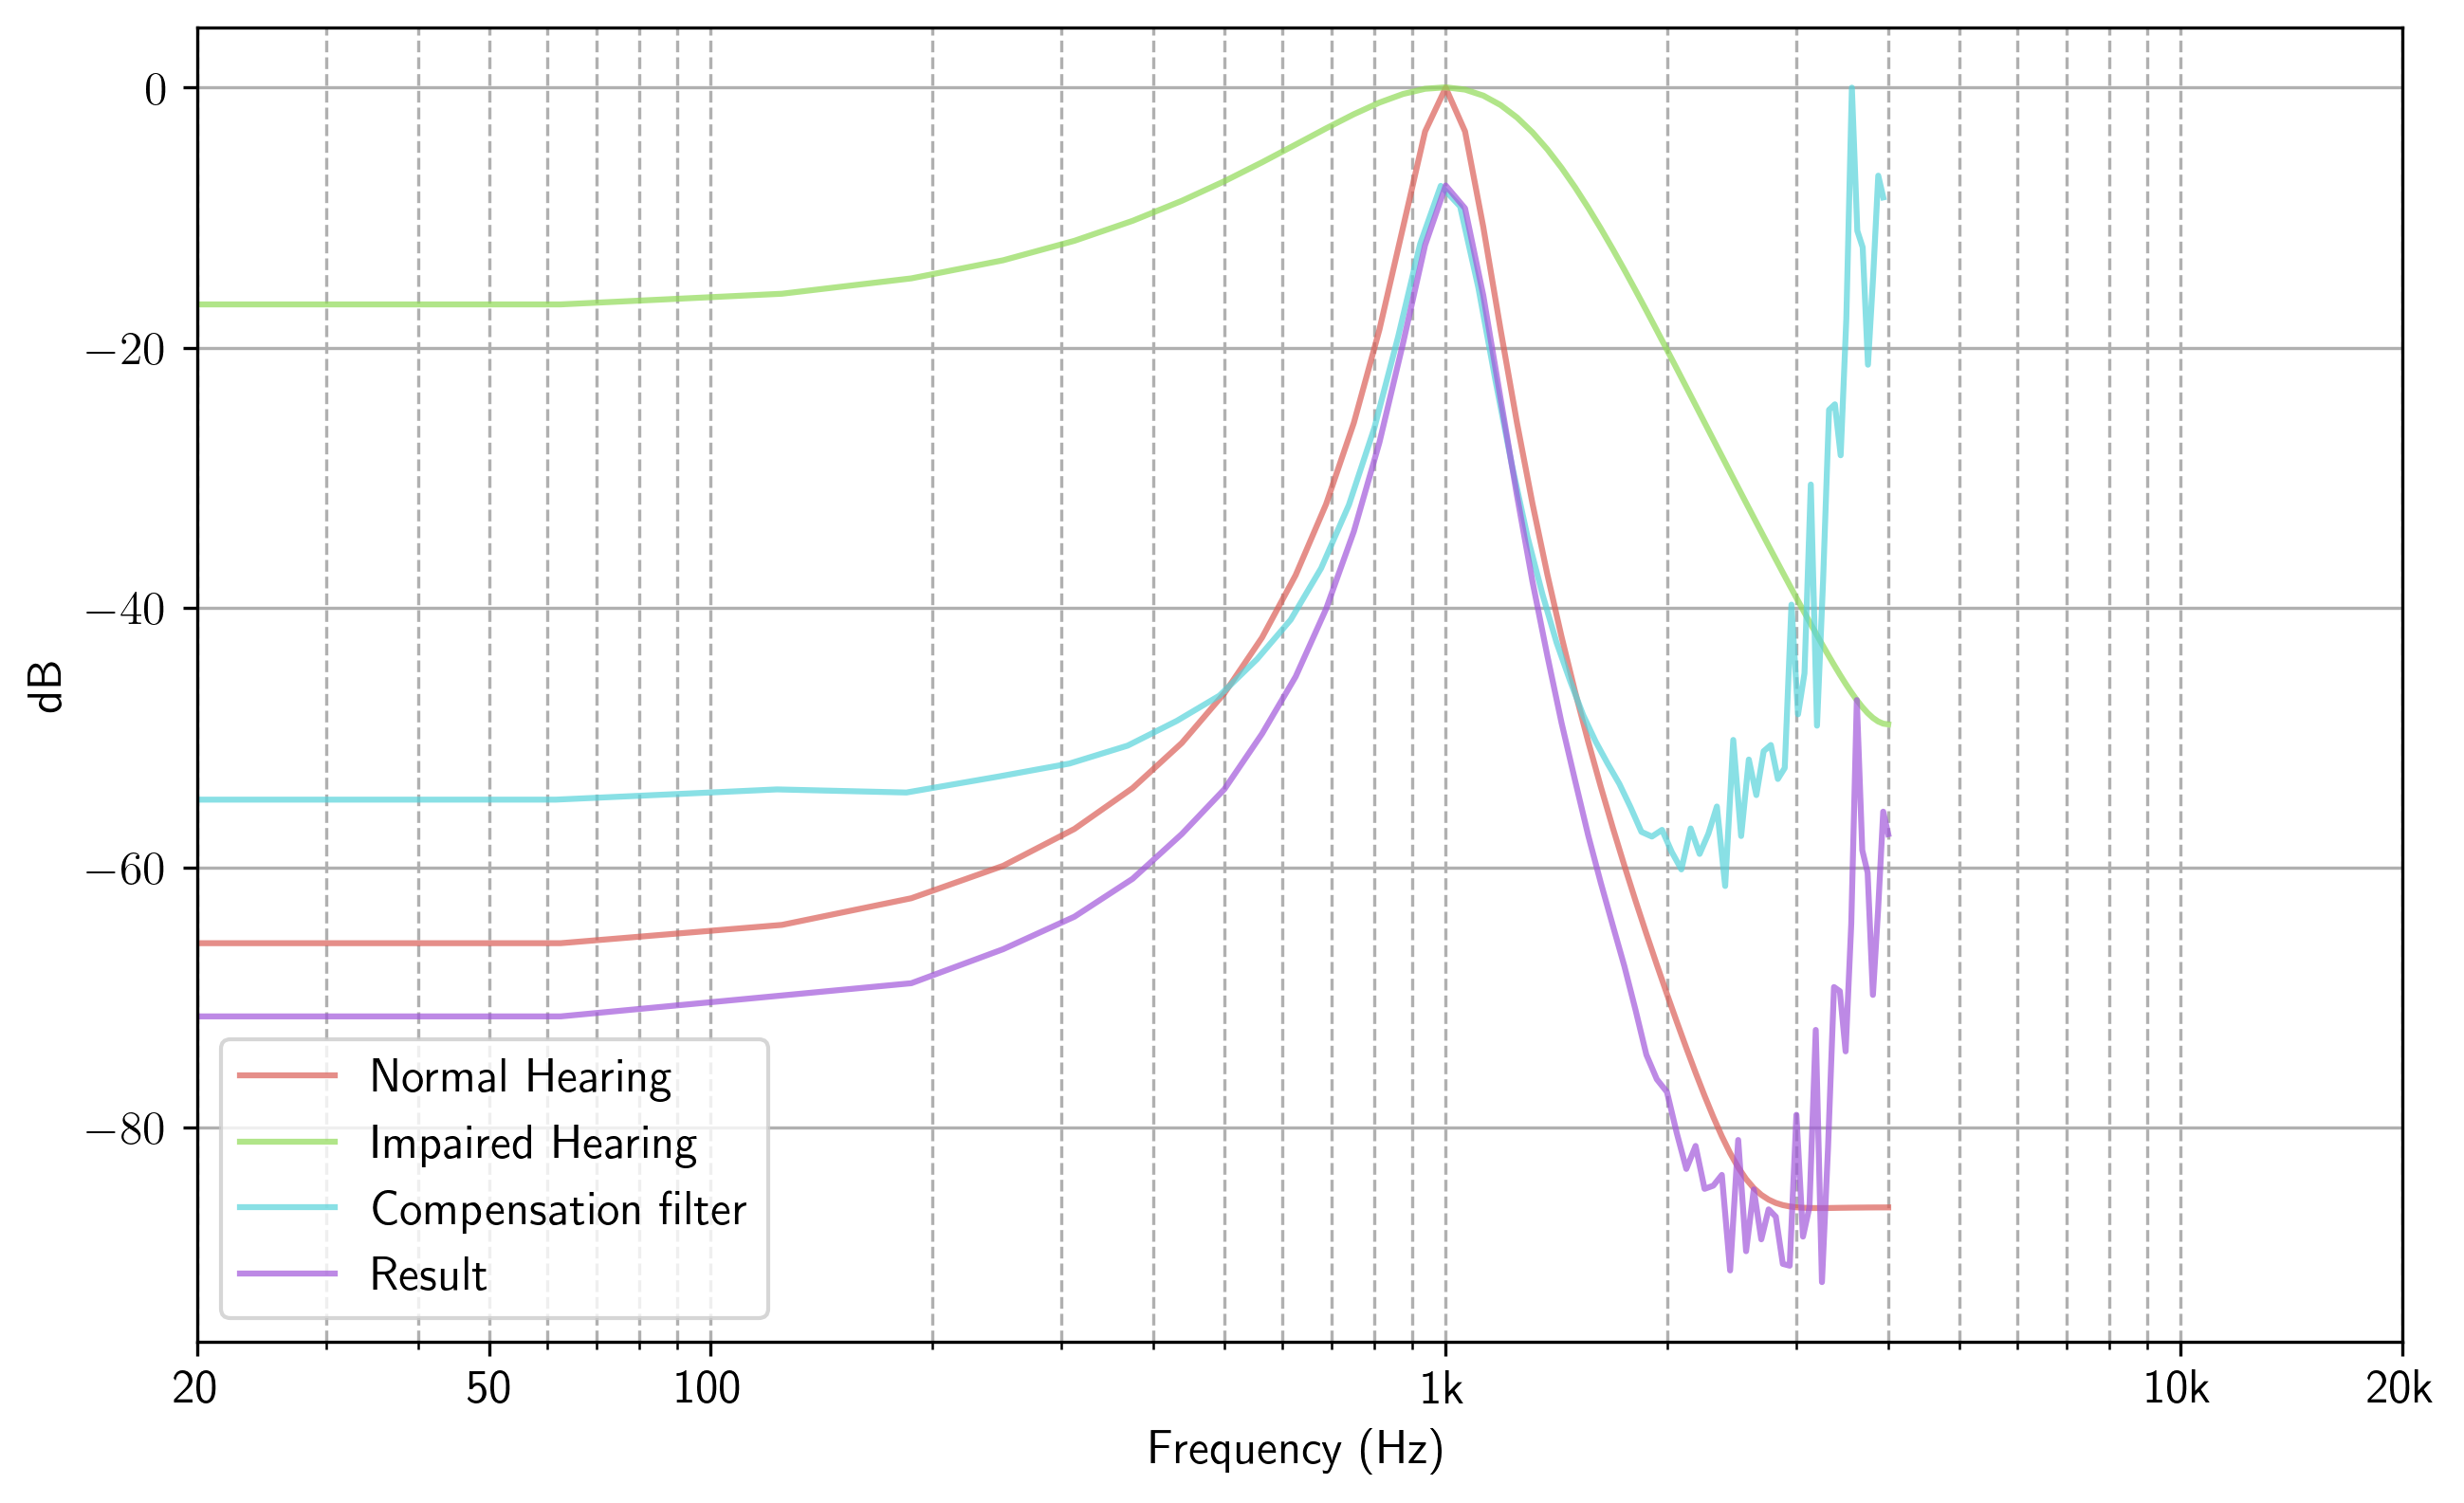 0
−20
−40
−60
−80
dB
Normal Hearing
Impaired Hearing
Compensation filter
Result
20 50 100 1k 10k 20k
Frequency (Hz)